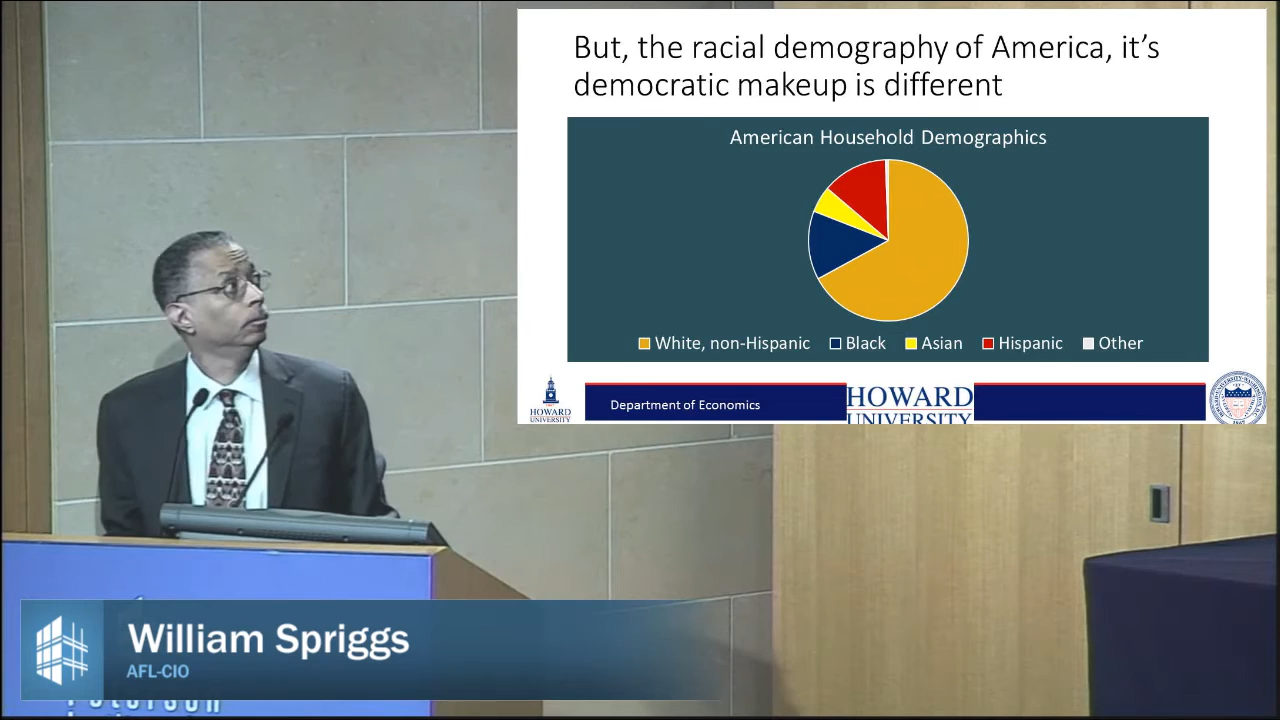 But, the racial demography of America, it's
democratic makeup is different
American Household Demographics
White, non-Hispanic Black Asian Hispanic Other
HOWARD
UNIVERSITY
Department of Economics
HOWARD
UNIVERSITY
William Spriggs
AFL-CIO
Peterson